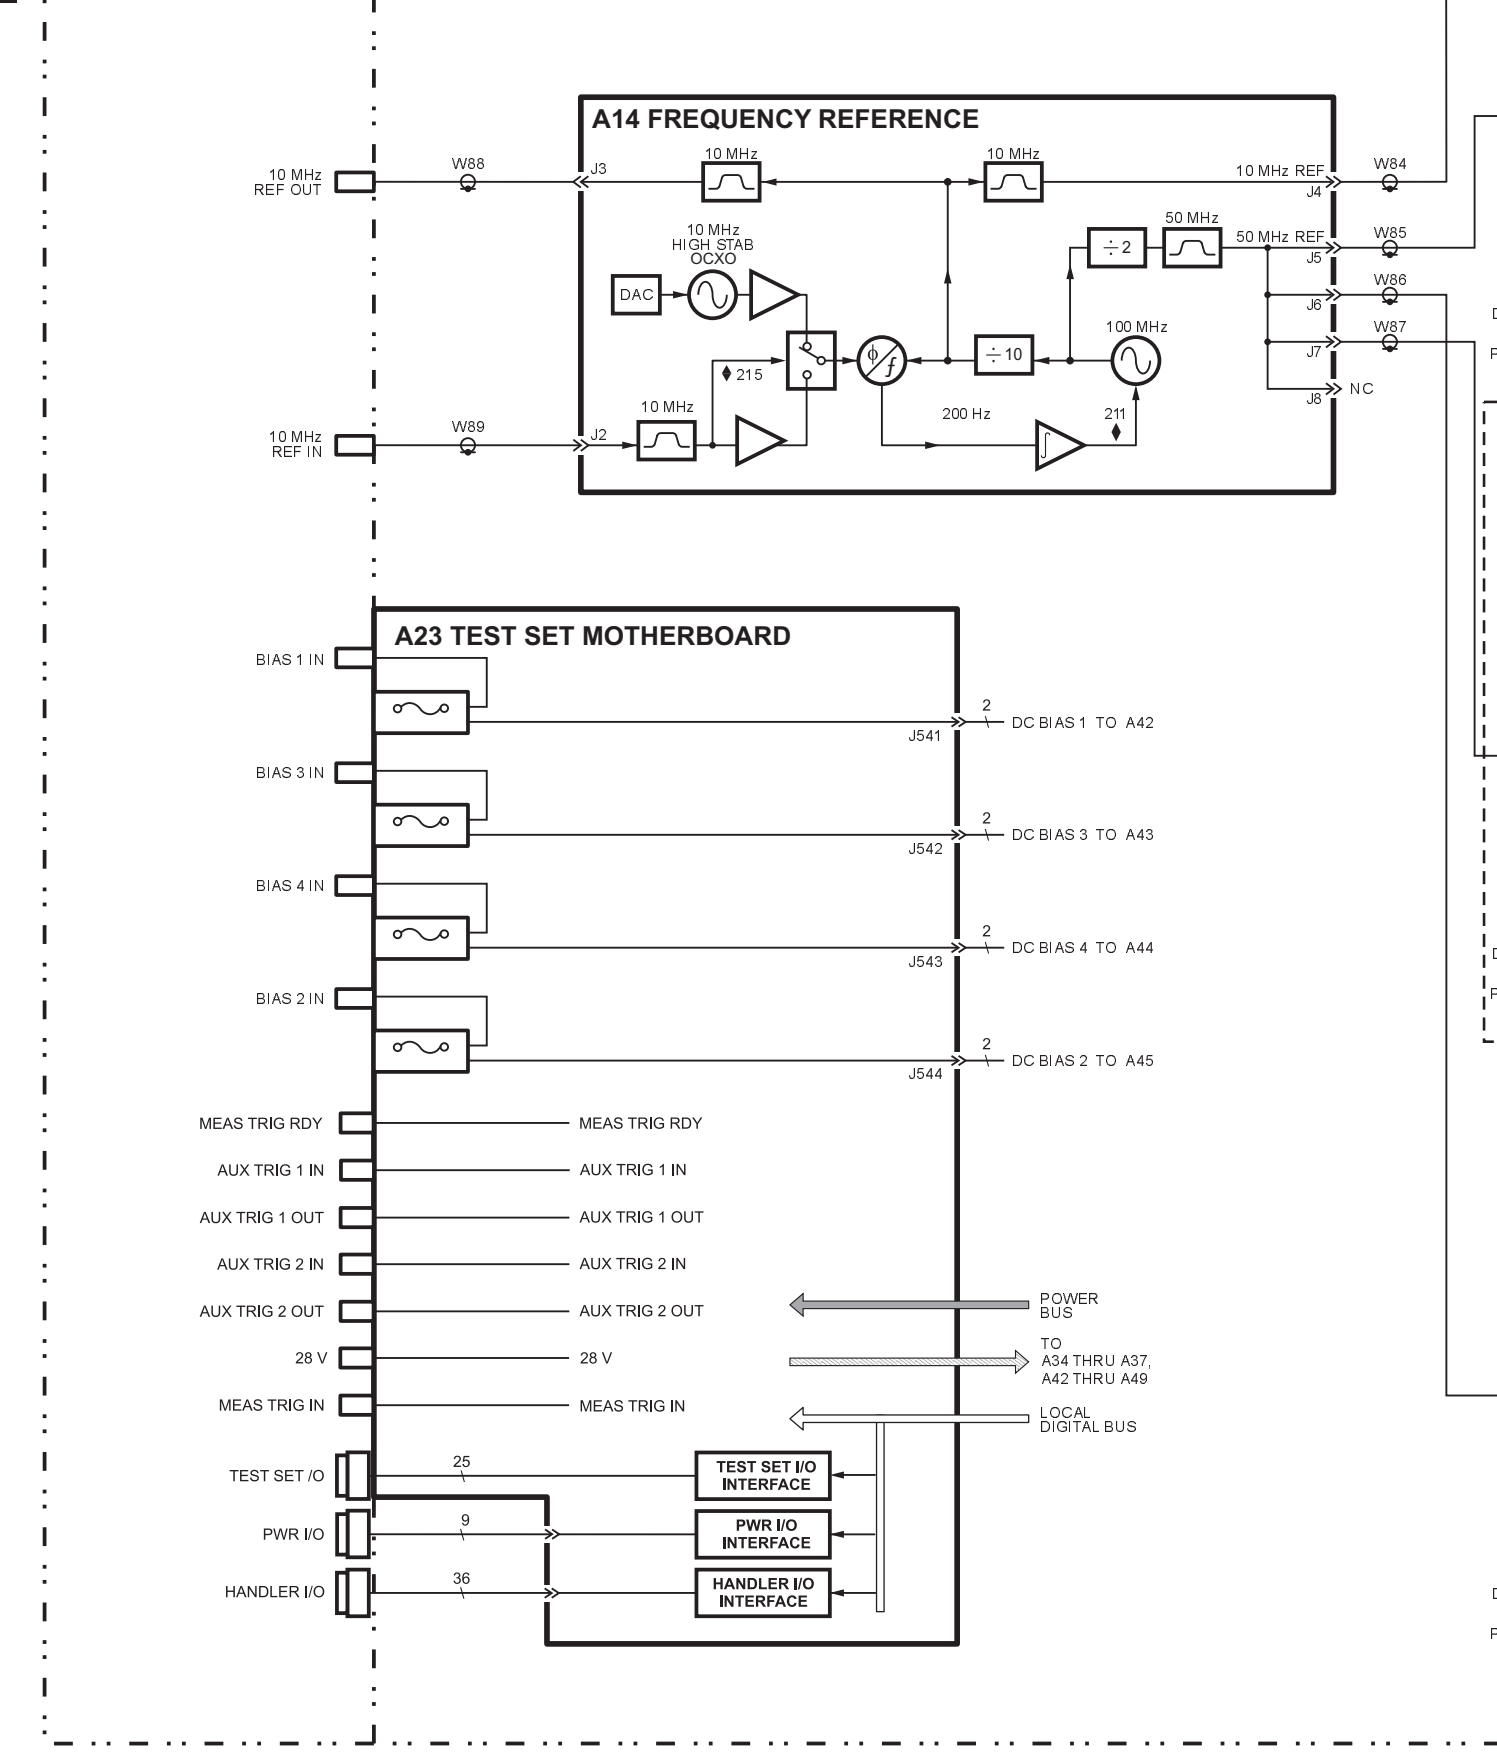 A14 FREQUENCY REFERENCE
10 MHz
REF OUT
W88
J3
10 MHz
10 MHz
10 MHz REF
J4
W84
10 MHz
HIGH STAB
OCXO
DAC
÷ 2
50 MHz
50 MHz REF
J5
W85
J6
W86
J7
W87
J8
NC
215
ϕ
f
÷ 10
100 MHz
200 Hz
211
∫
10 MHz
REF IN
W89
J2
10 MHz
D
P
A23 TEST SET MOTHERBOARD
BIAS 1 IN
J541
2
DC BIAS 1 TO A42
BIAS 3 IN
J542
2
DC BIAS 3 TO A43
BIAS 4 IN
J543
2
DC BIAS 4 TO A44
D
P
BIAS 2 IN
J544
2
DC BIAS 2 TO A45
MEAS TRIG RDY
MEAS TRIG RDY
AUX TRIG 1 IN
AUX TRIG 1 IN
AUX TRIG 1 OUT
AUX TRIG 1 OUT
AUX TRIG 2 IN
AUX TRIG 2 IN
AUX TRIG 2 OUT
AUX TRIG 2 OUT
POWER
BUS
28 V
28 V
TO
A34 THRU A37,
A42 THRU A49
MEAS TRIG IN
MEAS TRIG IN
LOCAL
DIGITAL BUS
TEST SET /O
25
TEST SET I/O
INTERFACE
PWR I/O
9
PWR I/O
INTERFACE
HANDLER I/O
36
HANDLER I/O
INTERFACE
D
P